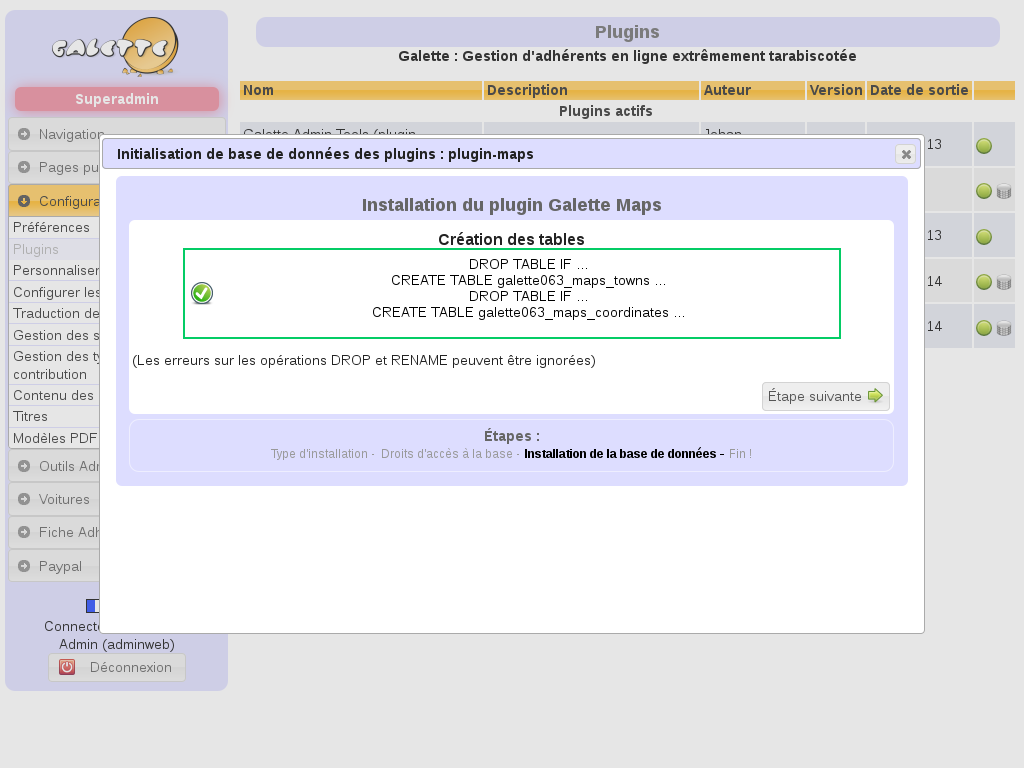 GALETTE
Superadmin
Navigation
Pages pu
Configura
Préférences
Plugins
Personnaliser
Configurer les
Traduction de
Gestion des s
Gestion des ty
contribution
Contenu des
Titres
Modèles PDF
Outils Adr
Voitures
Fiche Adh
Paypal
Connecté
Admin (adminweb)
Déconnexion
Plugins
Galette : Gestion d'adhérents en ligne extrêmement tarabiscotée
Nom Description Auteur Version Date de sortie
Plugins actifs
Galette Admin Tools (plugin Johan
13
13
14
14
Initialisation de base de données des plugins : plugin-maps
Installation du plugin Galette Maps
Création des tables
DROP TABLE IF ...
CREATE TABLE galette063_maps_towns ...
DROP TABLE IF ...
CREATE TABLE galette063_maps_coordinates ...
(Les erreurs sur les opérations DROP et RENAME peuvent être ignorées)
Étape suivante
Étapes :
Type d'installation - Droits d'accès à la base - Installation de la base de données - Fin !